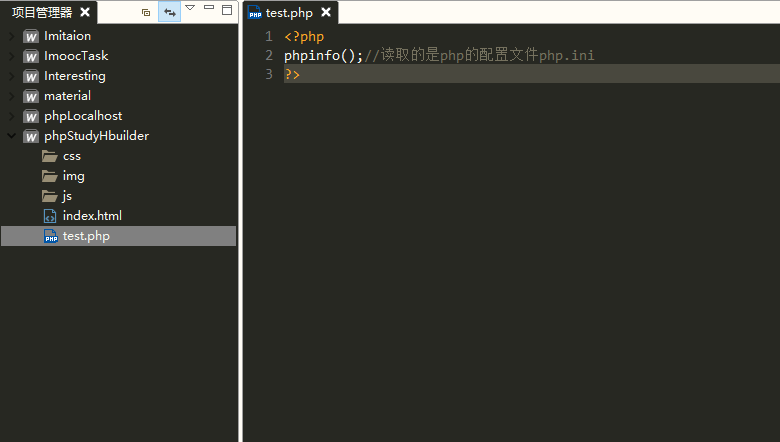 项目管理器
Imitaion
ImoocTask
Interesting
material
phpLocalhost
phpStudyHbuilder
css
img
js
index.html
test.php
test.php
1 <?php
2 phpinfo();//读取的是php的配置文件php.ini
3 ?>